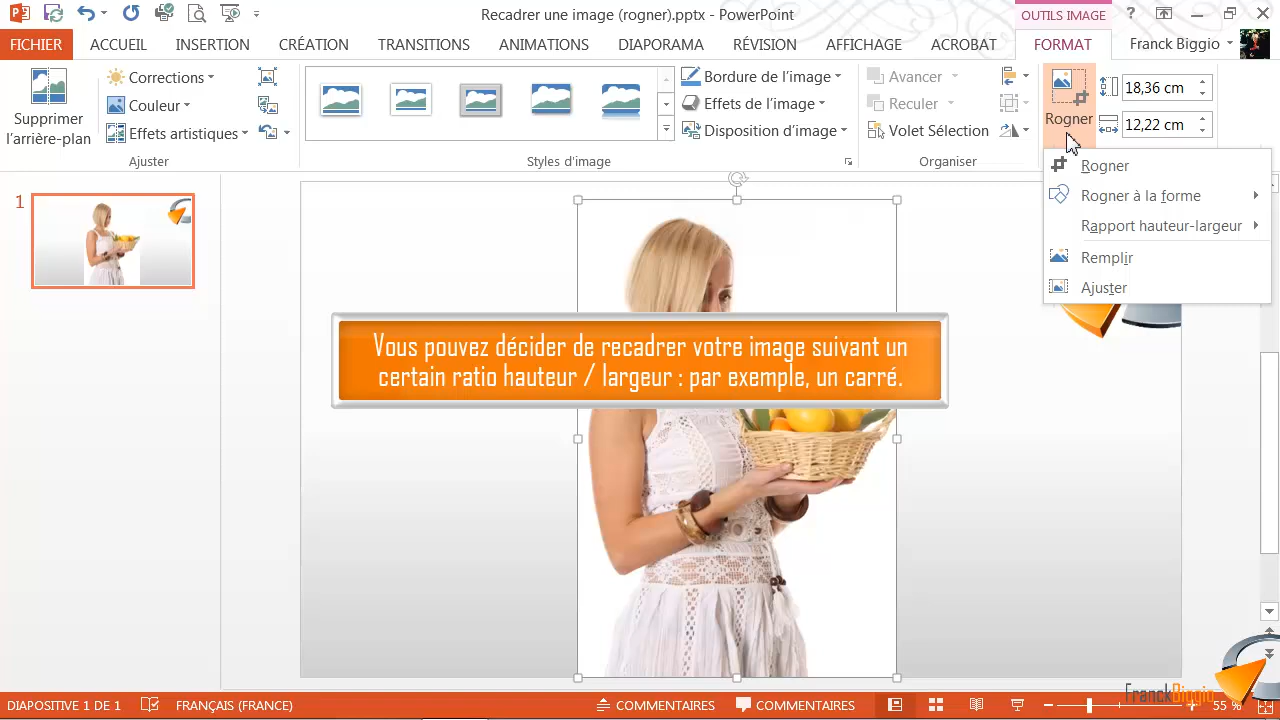 Recadrer une image (rogner).pptx - PowerPoint
OUTILS IMAGE
?
FICHIER ACCUEIL INSERTION CRÉATION TRANSITIONS ANIMATIONS DIAPORAMA RÉVISION AFFICHAGE ACROBAT FORMAT Franck Biggio
Supprimer l'arrière-plan
Corrections
Couleur
Effets artistiques
Ajuster
Styles d'image
Bordure de l'image
Effets de l'image
Disposition d'image
Avancer
Reculer
Volet Sélection
Organiser
Rogner
18,36 cm
12,22 cm
Rogner
Rogner à la forme
Rapport hauteur-largeur
Remplir
Ajuster
1
Vous pouvez décider de recadrer votre image suivant un
certain ratio hauteur / largeur : par exemple, un carré.
FranckBiggio
DIAPOSITIVE 1 DE 1 FRANÇAIS (FRANCE) COMMENTAIRES COMMENTAIRES 55 %